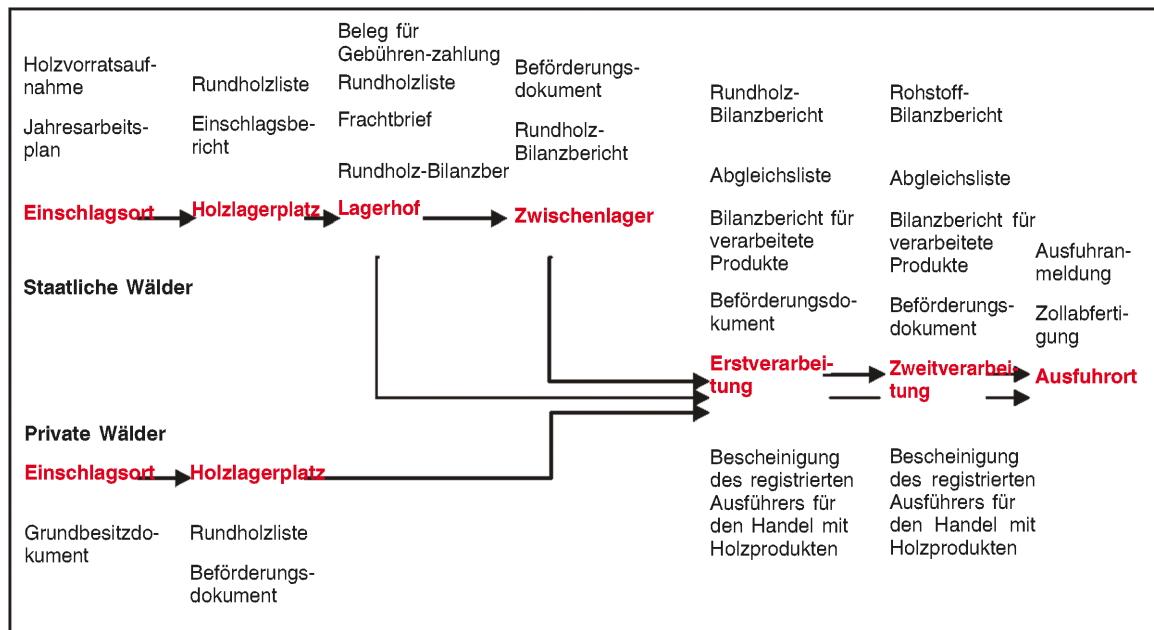 Holzvorratsauf-
nahme
Jahresarbeits-
plan
Einschlagsort
Rundholzliste
Einschlagsbe-
richt
Holzlagerplatz
Beleg für
Gebühren-zahlung
Rundholzliste
Frachtbrief
Rundholz-Bilanzber
Lagerhof
Beförderungs-
dokument
Rundholz-
Bilanzbericht
Zwischenlager
Staatliche Wälder
Rundholz-
Bilanzbericht
Abgleichsliste
Bilanzbericht für
verarbeitete
Produkte
Beförderungsdo-
kument
Erstverarbei-
tung
Bescheinigung
des registrierten
Ausführers für
den Handel mit
Holzprodukten
Rohstoff-
Bilanzbericht
Abgleichsliste
Bilanzbericht für
verarbeitete
Produkte
Beförderungs-
dokument
Zweitverarbei-
tung
Bescheinigung
des registrierten
Ausführers für
den Handel mit
Holzprodukten
Ausfuhran-
meldung
Zollabferti-
gung
Ausfuhrort
Private Wälder
Einschlagsort
Grundbesitzdo-
kument
Holzlagerplatz
Rundholzliste
Beförderungs-
dokument